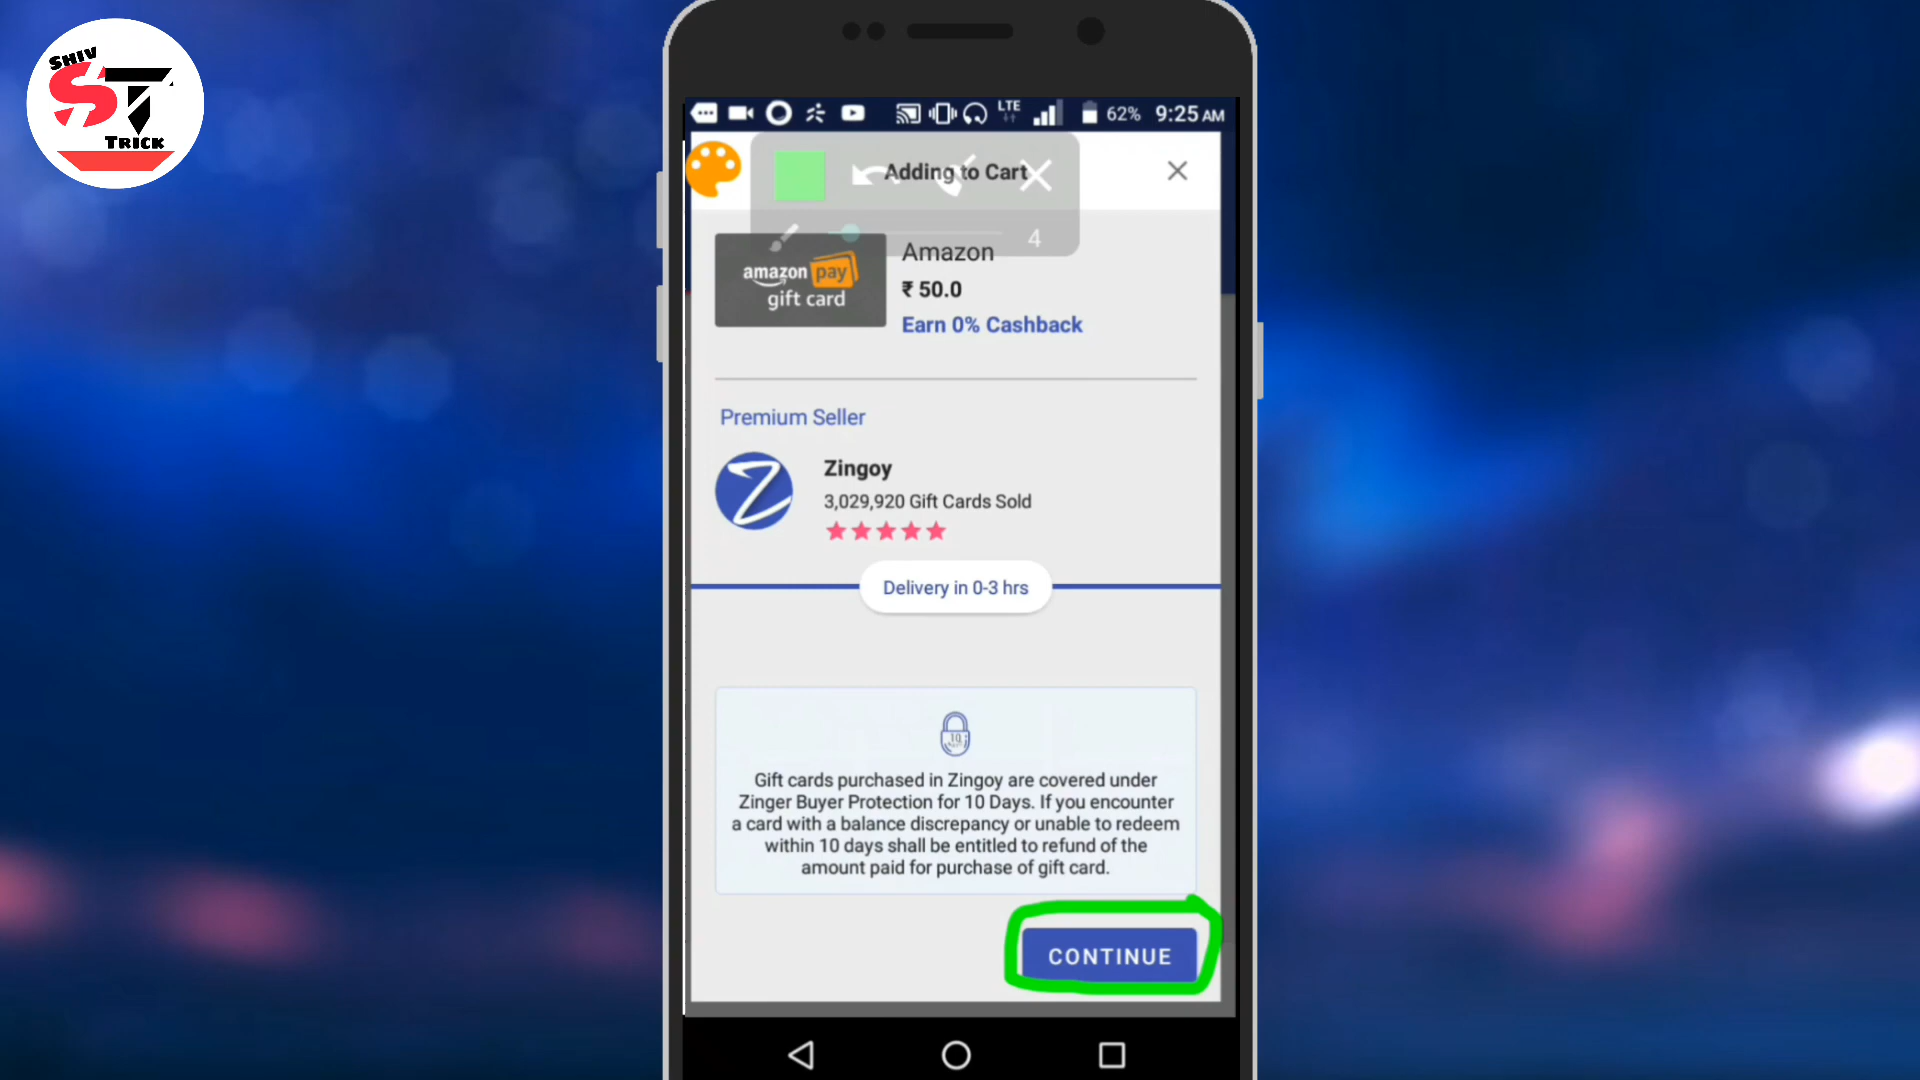 SHIV
ST
TRICK
LTE
62%
9:25 AM
Adding to Cart
4
amazon pay
gift card
Amazon
₹ 50.0
Earn 0% Cashback
Premium Seller
Zingoy
3,029,920 Gift Cards Sold
Delivery in 0-3 hrs
10
Gift cards purchased in Zingoy are covered under
Zinger Buyer Protection for 10 Days. If you encounter
a card with a balance discrepancy or unable to redeem
within 10 days shall be entitled to refund of the
amount paid for purchase of gift card.
CONTINUE